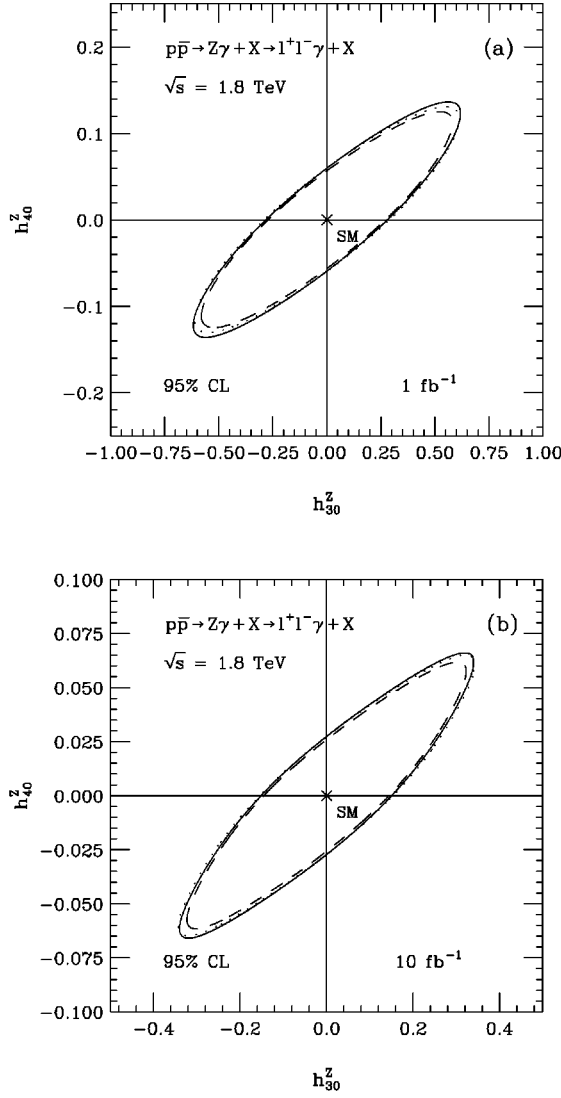 0.2
pp̅→Zγ+X→l⁺l⁻γ+X
(a)
√s = 1.8 TeV
0.1
h₄₀ᶻ
0.0
SM
−0.1
−0.2
95% CL
1 fb⁻¹
−1.00 −0.75 −0.50 −0.25 0.00 0.25 0.50 0.75 1.00
h₃₀ᶻ
0.100
pp̅→Zγ+X→l⁺l⁻γ+X
(b)
0.075
√s = 1.8 TeV
0.050
0.025
h₄₀ᶻ
0.000
SM
−0.025
−0.050
−0.075
95% CL
10 fb⁻¹
−0.100
−0.4 −0.2 0.0 0.2 0.4
h₃₀ᶻ